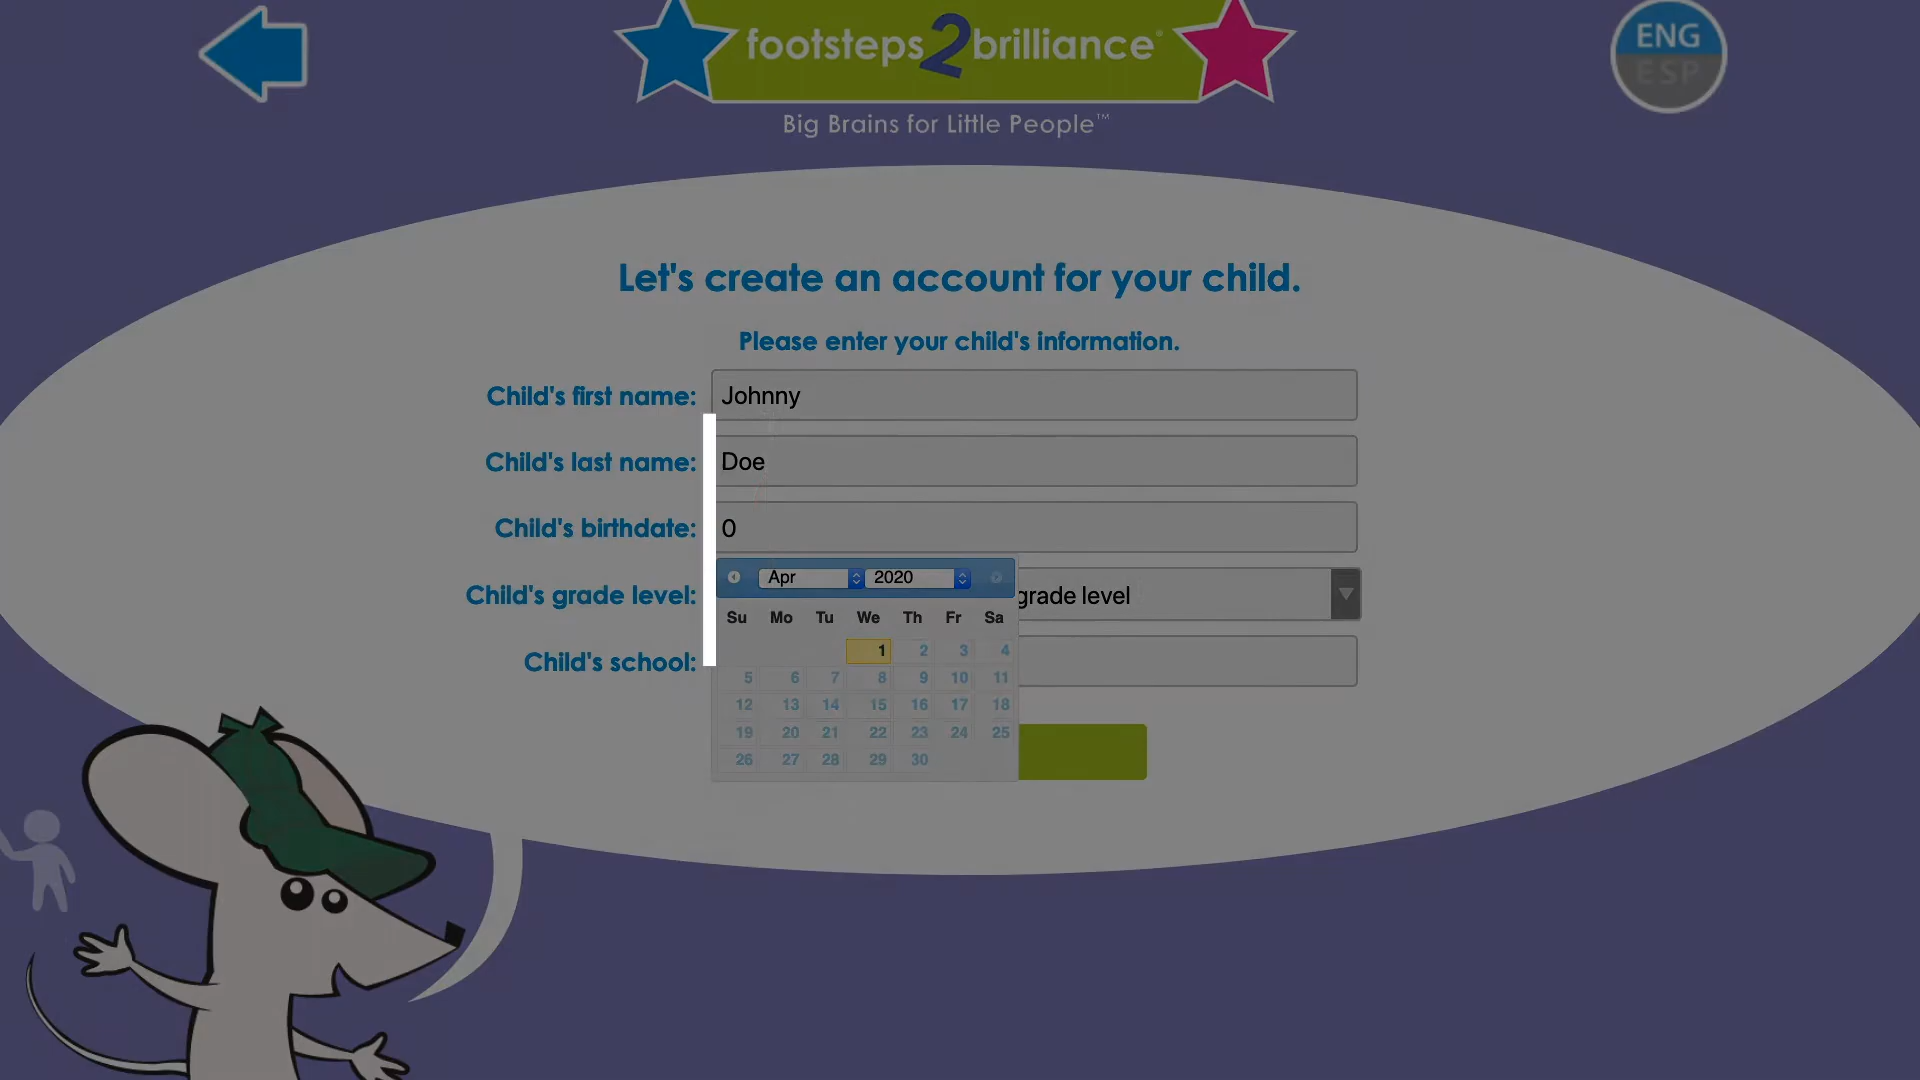 footsteps2brilliance®
Big Brains for Little People™
ENG
ESP
Let's create an account for your child.
Please enter your child's information.
Child's first name: Johnny
Child's last name: Doe
Child's birthdate: 0
Apr 2020
Child's grade level: grade level
Su Mo Tu We Th Fr Sa
1 2 3 4
Child's school:
5 6 7 8 9 10 11
12 13 14 15 16 17 18
19 20 21 22 23 24 25
26 27 28 29 30